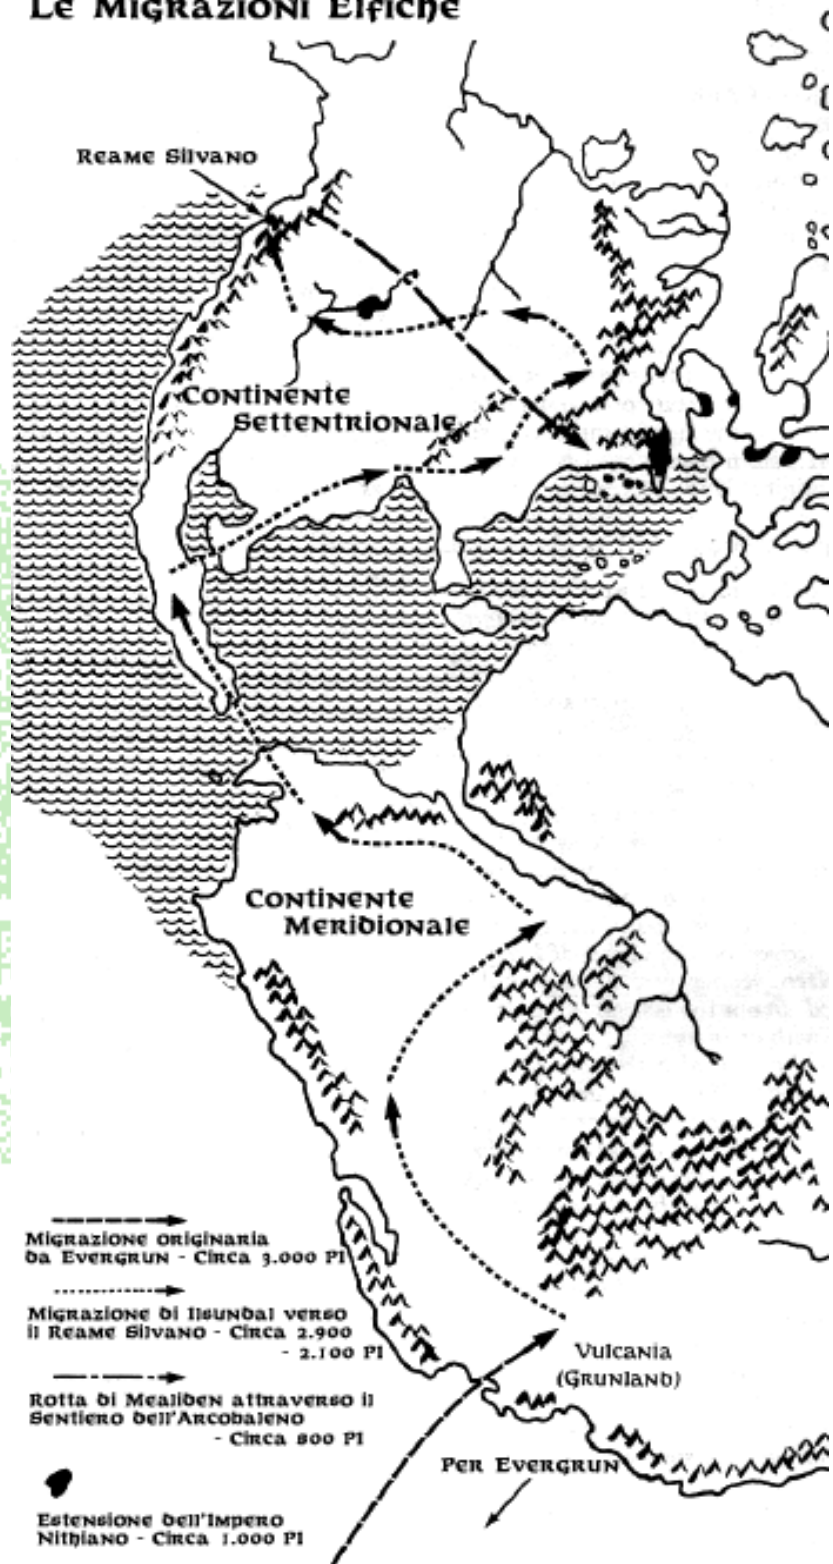 Le Migrazioni Elfiche
Reame Silvano
Continente
Settentrionale
Continente
Meridionale
Migrazione originaria
da Evergrun - Circa 3.000 PI
Migrazione di Ilsundal verso
il Reame Silvano - Circa 2.900
- 2.100 PI
Rotta di Mealiden attraverso il
Sentiero dell'Arcobaleno
- Circa 800 PI
Estensione dell'Impero
Nithiano - Circa 1.000 PI
Vulcania
(Grunland)
Per Evergrun